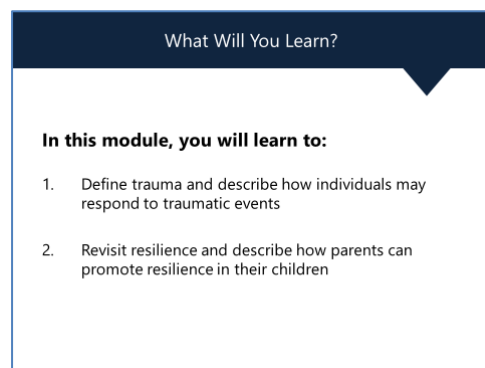 What Will You Learn?
In this module, you will learn to:
1. Define trauma and describe how individuals may
respond to traumatic events
2. Revisit resilience and describe how parents can
promote resilience in their children